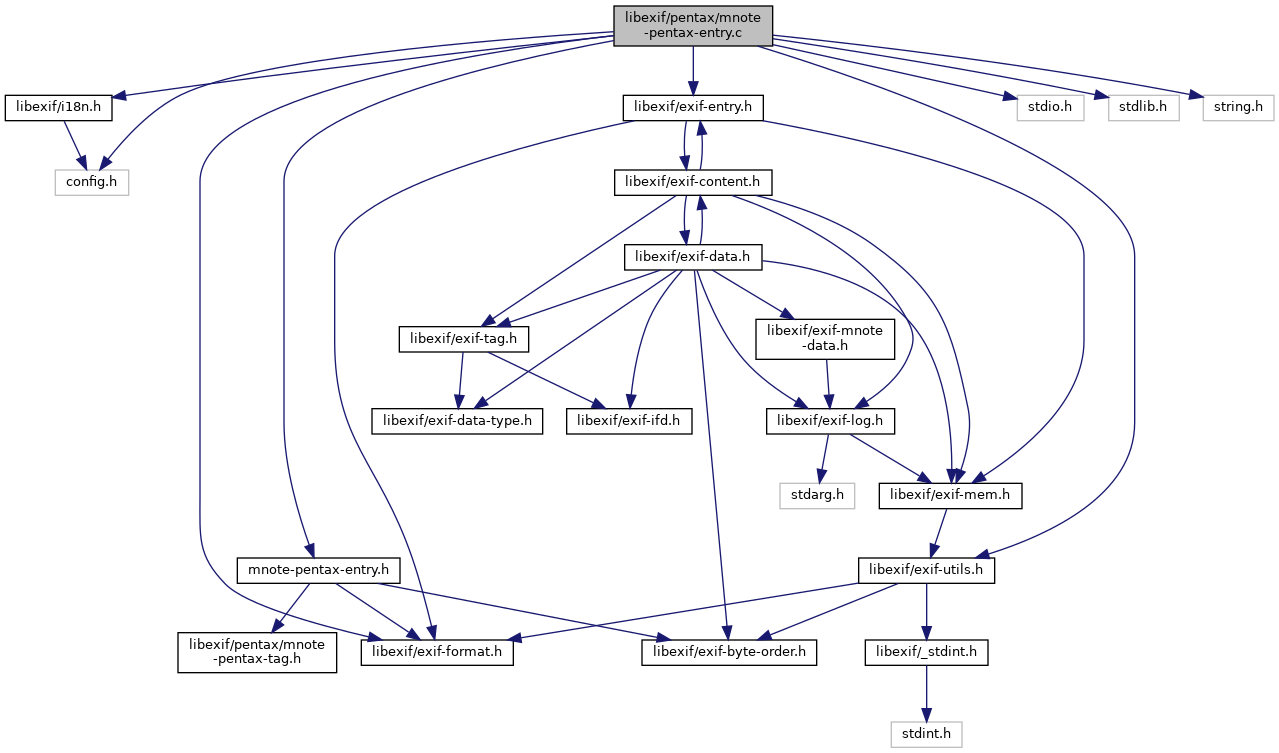 libexif/pentax/mnote
-pentax-entry.c
libexif/i18n.h
libexif/exif-entry.h
stdio.h
stdlib.h
string.h
config.h
libexif/exif-content.h
libexif/exif-data.h
libexif/exif-tag.h
libexif/exif-mnote
-data.h
libexif/exif-data-type.h
libexif/exif-ifd.h
libexif/exif-log.h
stdarg.h
libexif/exif-mem.h
mnote-pentax-entry.h
libexif/exif-utils.h
libexif/pentax/mnote
-pentax-tag.h
libexif/exif-format.h
libexif/exif-byte-order.h
libexif/_stdint.h
stdint.h